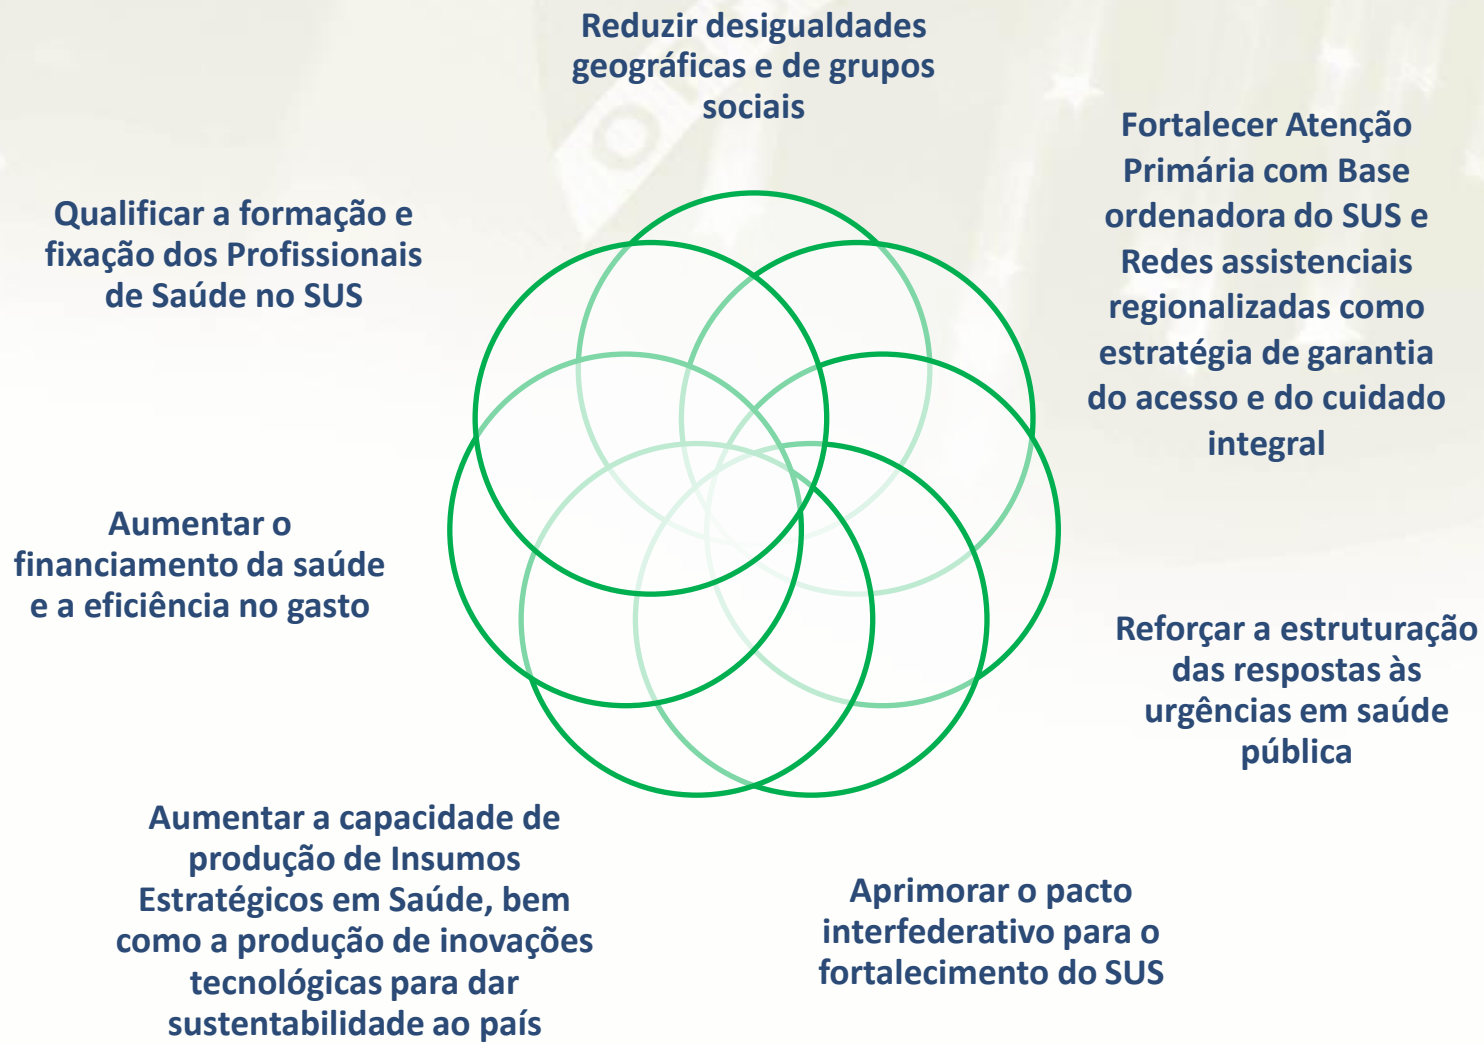 Reduzir desigualdades
geográficas e de grupos
sociais
Fortalecer Atenção
Primária com Base
ordenadora do SUS e
Redes assistenciais
regionalizadas como
estratégia de garantia
do acesso e do cuidado
integral
Reforçar a estruturação
das respostas às
urgências em saúde
pública
Aprimorar o pacto
interfederativo para o
fortalecimento do SUS
Aumentar a capacidade de
produção de Insumos
Estratégicos em Saúde, bem
como a produção de inovações
tecnológicas para dar
sustentabilidade ao país
Aumentar o
financiamento da saúde
e a eficiência no gasto
Qualificar a formação e
fixação dos Profissionais
de Saúde no SUS